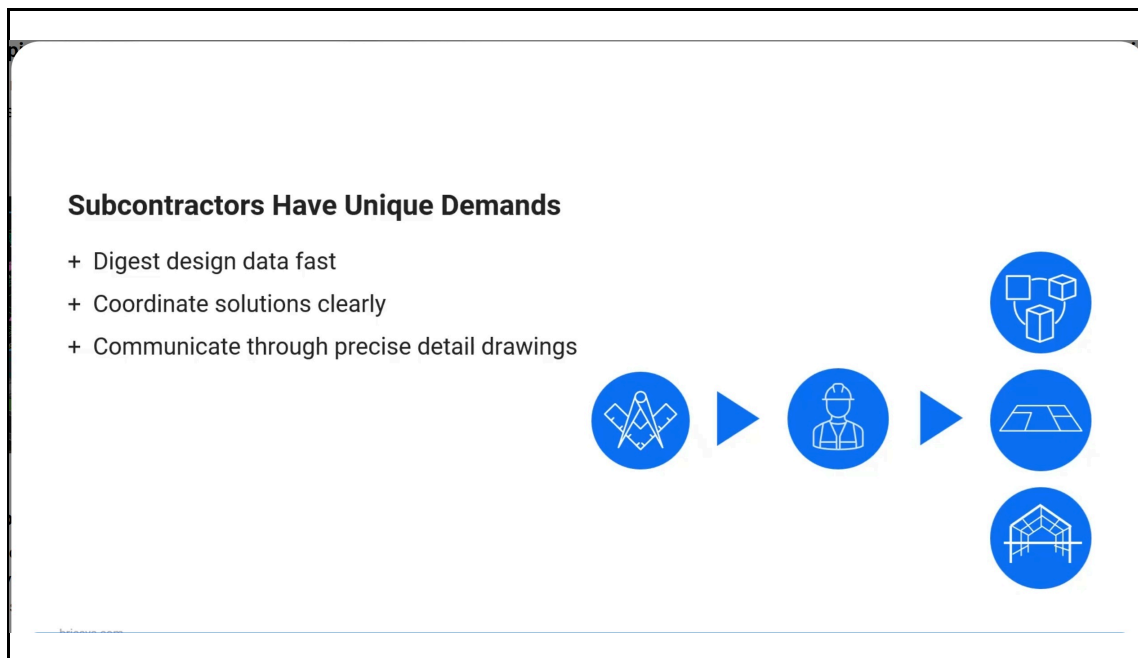 Subcontractors Have Unique Demands
+ Digest design data fast
+ Coordinate solutions clearly
+ Communicate through precise detail drawings